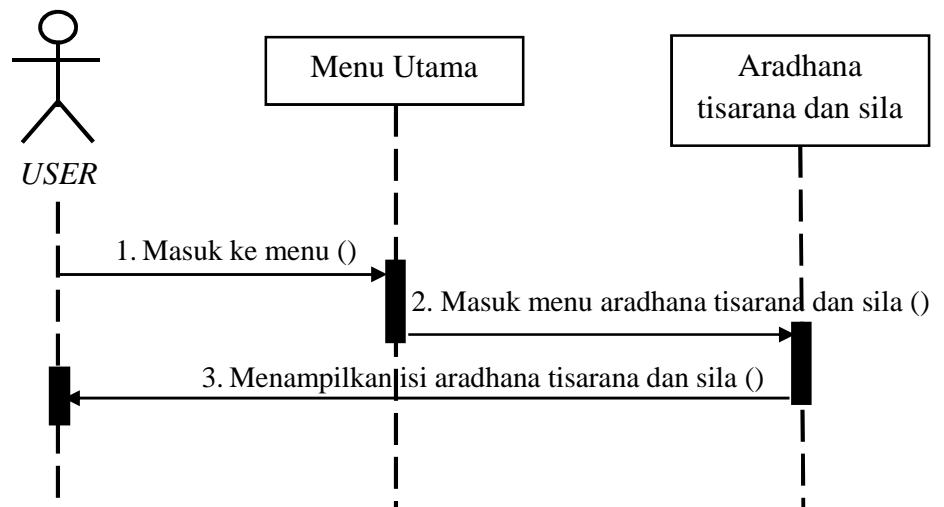 Menu Utama
Aradhana
tisarana dan sila
USER
1. Masuk ke menu ()
2. Masuk menu aradhana tisarana dan sila ()
3. Menampilkan isi aradhana tisarana dan sila ()